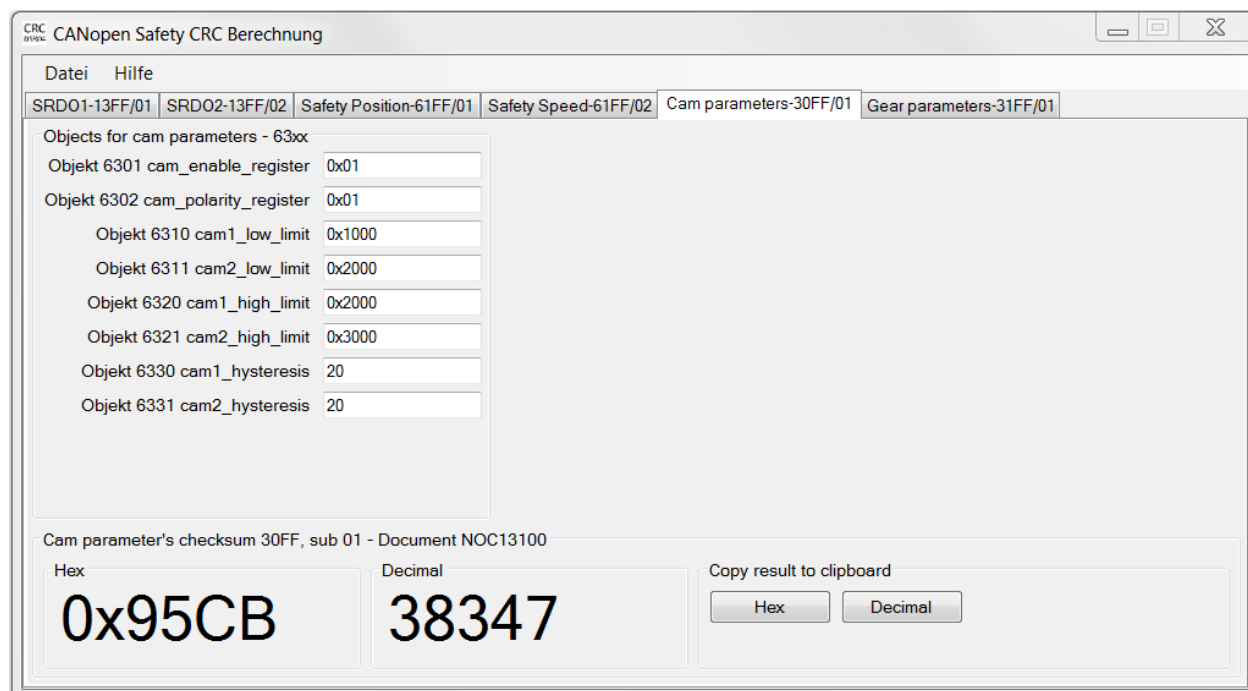 CRC CANopen Safety CRC Berechnung
Datei Hilfe
SRDO1-13FF/01 SRDO2-13FF/02 Safety Position-61FF/01 Safety Speed-61FF/02 Cam parameters-30FF/01 Gear parameters-31FF/01
Objects for cam parameters - 63xx
Objekt 6301 cam_enable_register 0x01
Objekt 6302 cam_polarity_register 0x01
Objekt 6310 cam1_low_limit 0x1000
Objekt 6311 cam2_low_limit 0x2000
Objekt 6320 cam1_high_limit 0x2000
Objekt 6321 cam2_high_limit 0x3000
Objekt 6330 cam1_hysteresis 20
Objekt 6331 cam2_hysteresis 20
Cam parameter's checksum 30FF, sub 01 - Document NOC13100
Hex Decimal Copy result to clipboard
0x95CB 38347 Hex Decimal